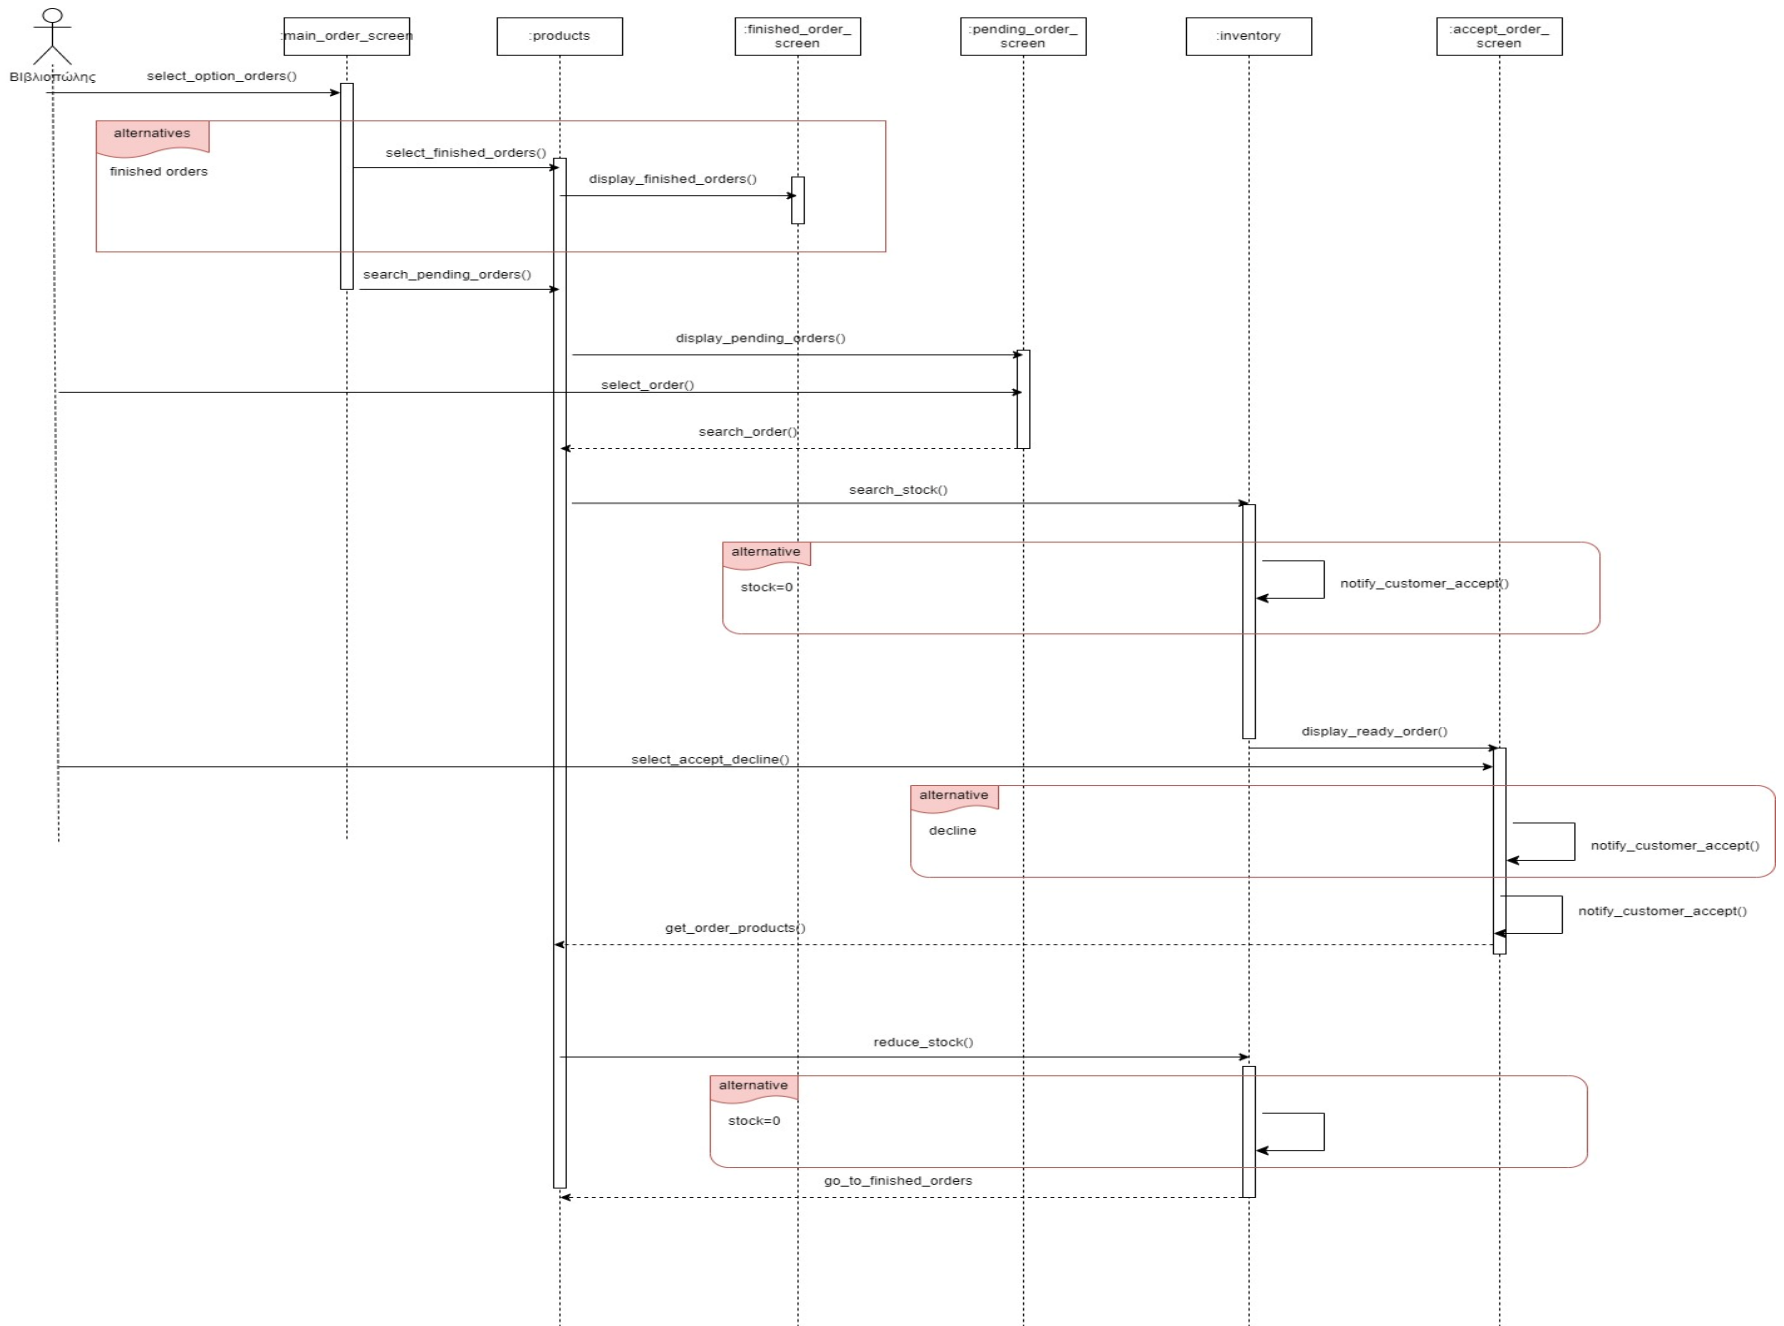 :main_order_screen
:products
:finished_order_
screen
:pending_order_
screen
:inventory
:accept_order_
screen
ΒΙβλιοπώλης
select_option_orders()
alternatives
finished orders
select_finished_orders()
display_finished_orders()
search_pending_orders()
display_pending_orders()
select_order()
search_order()
search_stock()
alternative
stock=0
notify_customer_accept()
display_ready_order()
select_accept_decline()
alternative
decline
notify_customer_accept()
notify_customer_accept()
get_order_products()
reduce_stock()
alternative
stock=0
go_to_finished_orders